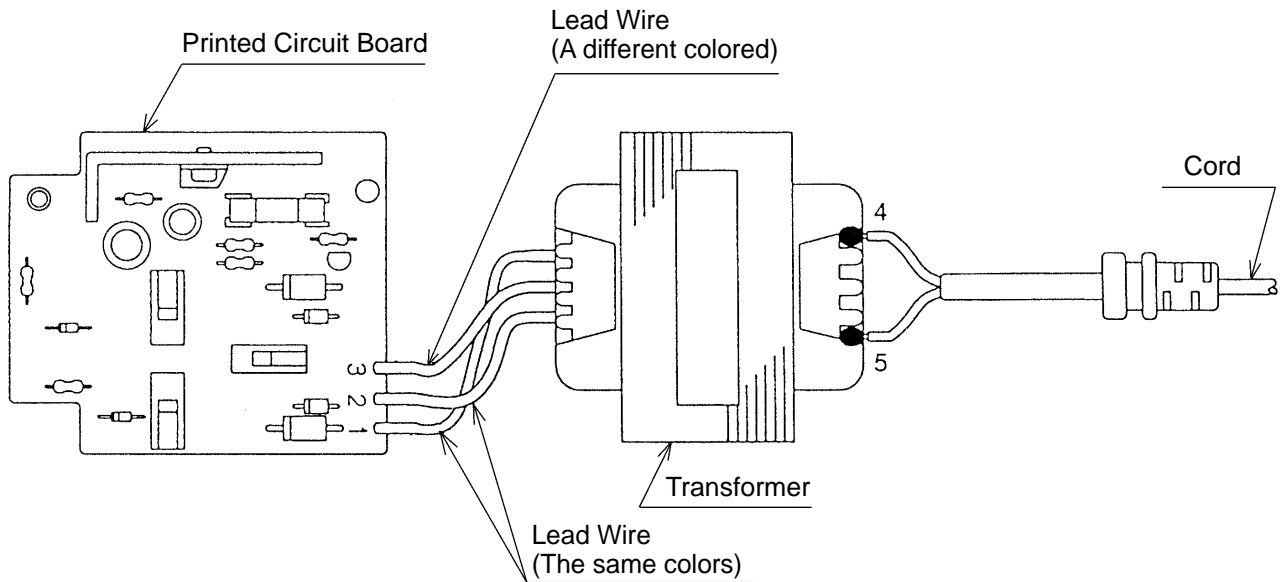 Lead Wire
(A different colored)
Printed Circuit Board
Cord
4
3
2
1
5
Transformer
Lead Wire
(The same colors)